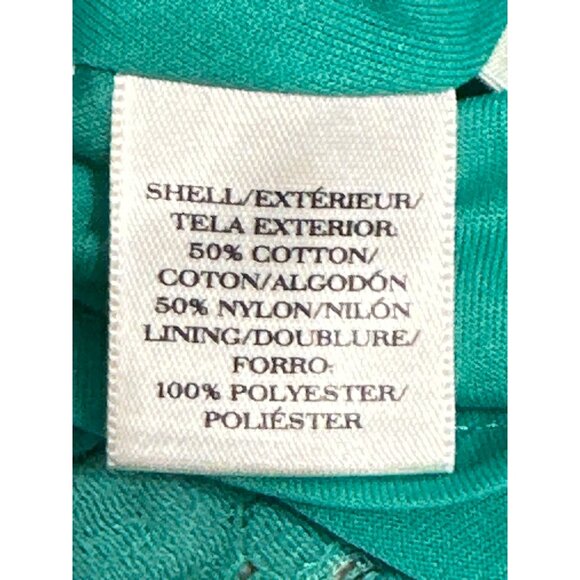 SHELL/EXTÉRIEUR/
TELA EXTERIOR:
50% COTTON/
COTON/ALGODÓN
50% NYLON/NILÓN
LINING/DOUBLURE/
FORRO:
100% POLYESTER/
POLIÉSTER